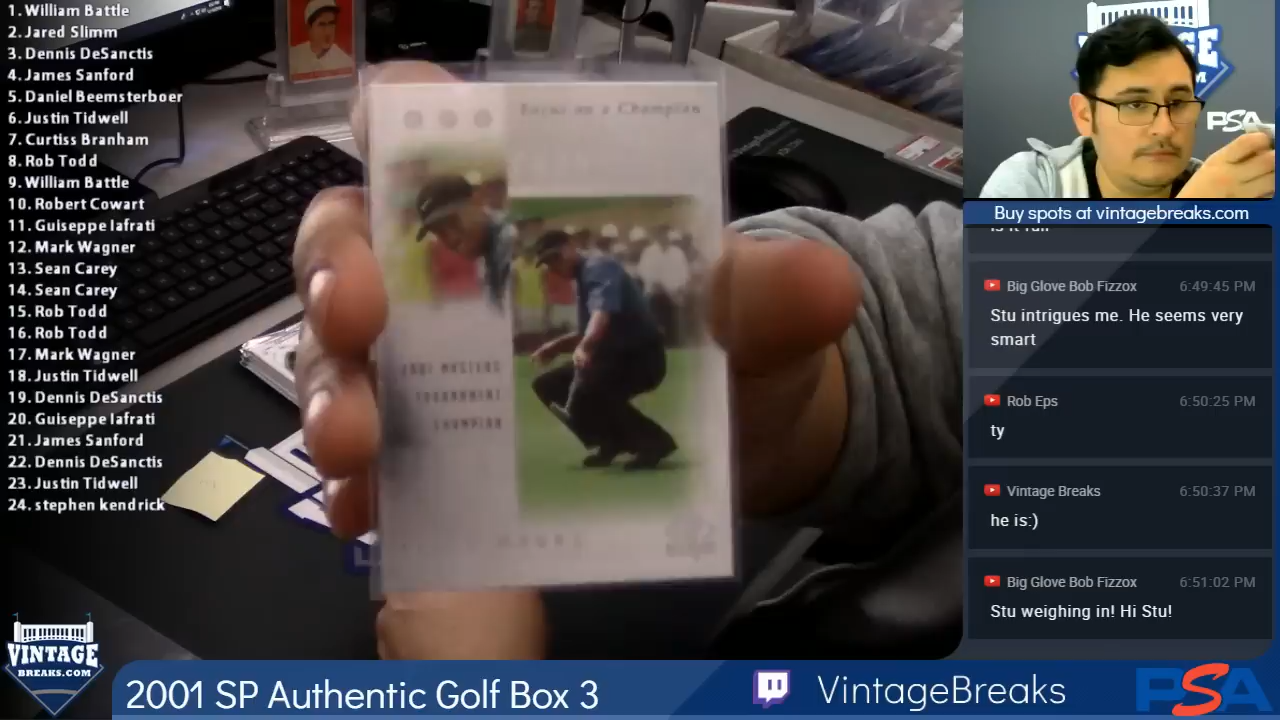 1. William Battle
2. Jared Slimm
3. Dennis DeSanctis
4. James Sanford
5. Daniel Beemsterboer
6. Justin Tidwell
7. Curtiss Branham
8. Rob Todd
9. William Battle
10. Robert Cowart
11. Guiseppe Iafrati
12. Mark Wagner
13. Sean Carey
14. Sean Carey
15. Rob Todd
16. Rob Todd
17. Mark Wagner
18. Justin Tidwell
19. Dennis DeSanctis
20. Guiseppe Iafrati
21. James Sanford
22. Dennis DeSanctis
23. Justin Tidwell
24. stephen kendrick
Focus on a Champion
2001 MASTERS
TOURNAMENT
CHAMPION
PSA
Buy spots at vintagebreaks.com
Big Glove Bob Fizzox 6:49:45 PM
Stu intrigues me. He seems very
smart
Rob Eps 6:50:25 PM
ty
Vintage Breaks 6:50:37 PM
he is:)
Big Glove Bob Fizzox 6:51:02 PM
Stu weighing in! Hi Stu!
VINTAGE
BREAKS.COM
2001 SP Authentic Golf Box 3
VintageBreaks
PSA